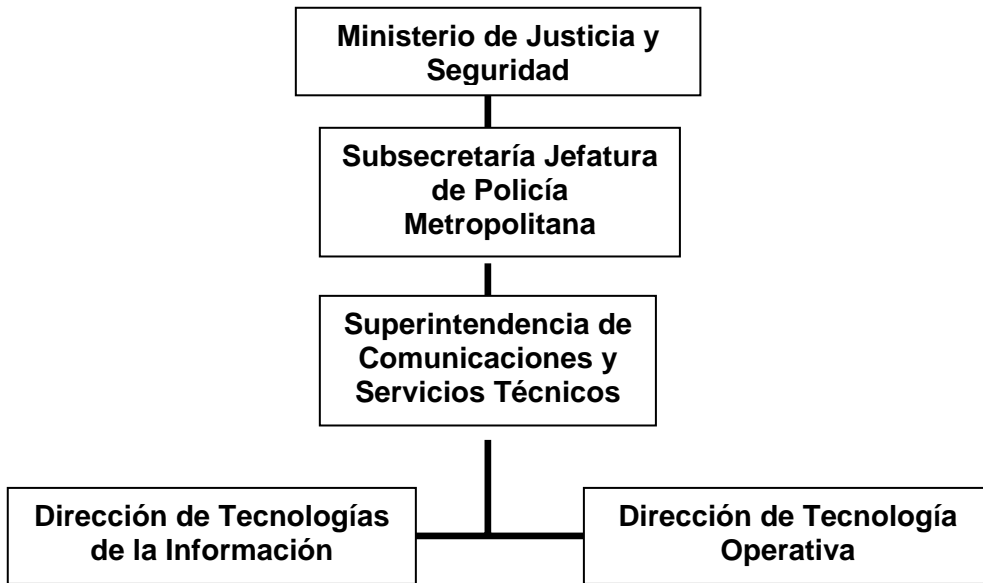 Ministerio de Justicia y
Seguridad
Subsecretaría Jefatura
de Policía
Metropolitana
Superintendencia de
Comunicaciones y
Servicios Técnicos
Dirección de Tecnologías
de la Información
Dirección de Tecnología
Operativa